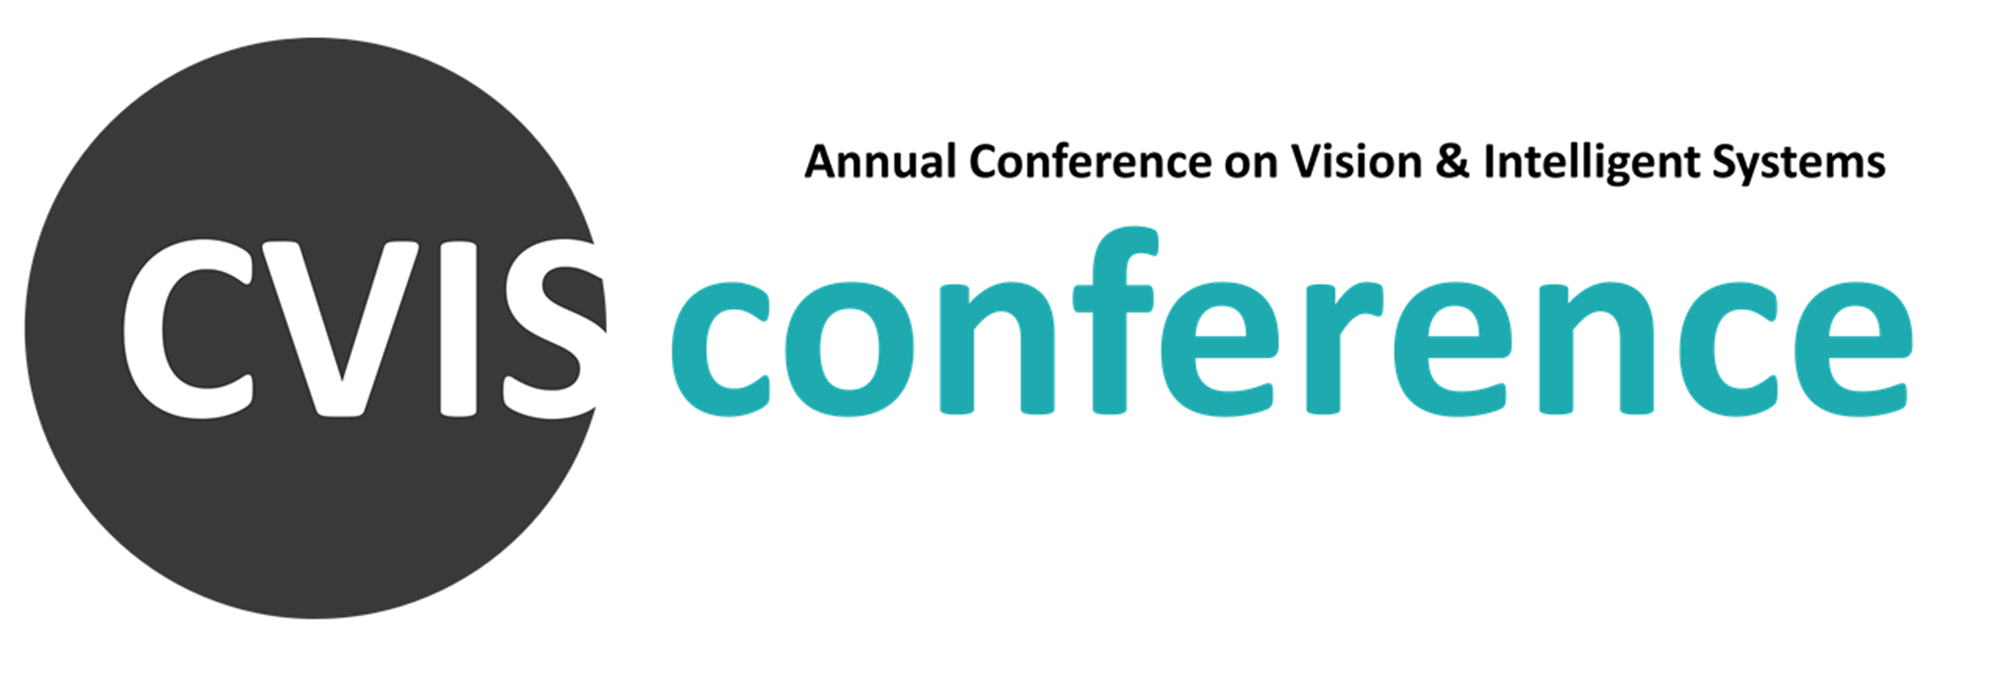 Annual Conference on Vision & Intelligent Systems
CVIS conference